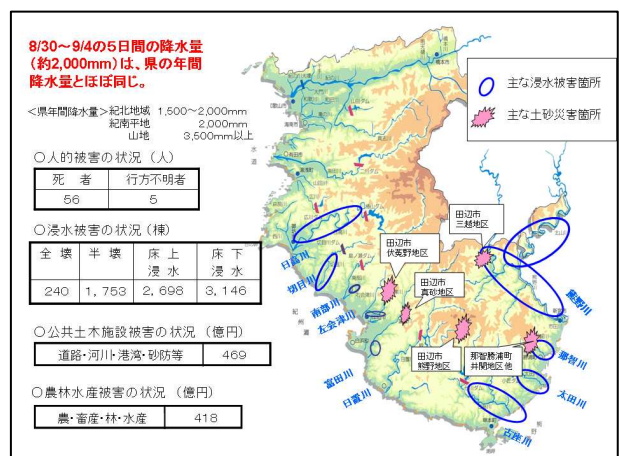 8/30～9/4の5日間の降水量
(約2,000mm)は、県の年間
降水量とほぼ同じ。
＜県年間降水量＞紀北地域 1,500～2,000mm
紀南平地 2,000mm
山地 3,500mm以上
○人的被害の状況（人）
死 者 行方不明者
56 5
○浸水被害の状況(棟)
全 壊 半 壊 床 上 浸 水 床 下 浸 水
240 1,753 2,698 3,146
○公共土木施設被害の状況（億円）
道路・河川・港湾・砂防等 469
○農林水産被害の状況（億円）
農・畜産・林・水産 418
主な浸水被害箇所
主な土砂災害箇所
田辺市
三越地区
田辺市
伏菟野地区
田辺市
真砂地区
田辺市
熊野地区
那智勝浦町
井関地区他
日高川
切目川
南部川
左会津川
富田川
日置川
古座川
太田川
那智川
熊野川
紀州灘
水道